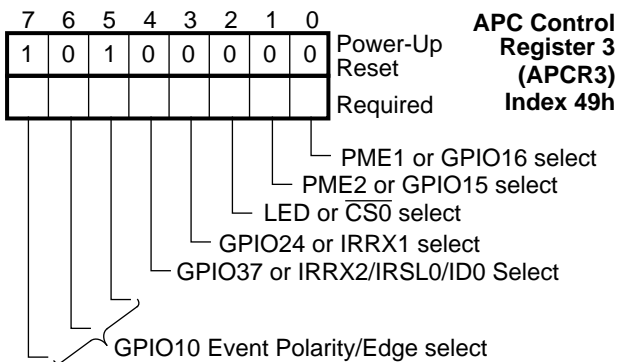 7 6 5 4 3 2 1 0
APC Control
Register 3
(APCR3)
Index 49h
1 0 1 0 0 0 0 0
Power-Up
Reset
Required
PME1 or GPIO16 select
PME2 or GPIO15 select
LED or C̅S̅0̅ select
GPIO24 or IRRX1 select
GPIO37 or IRRX2/IRSL0/ID0 Select
GPIO10 Event Polarity/Edge select